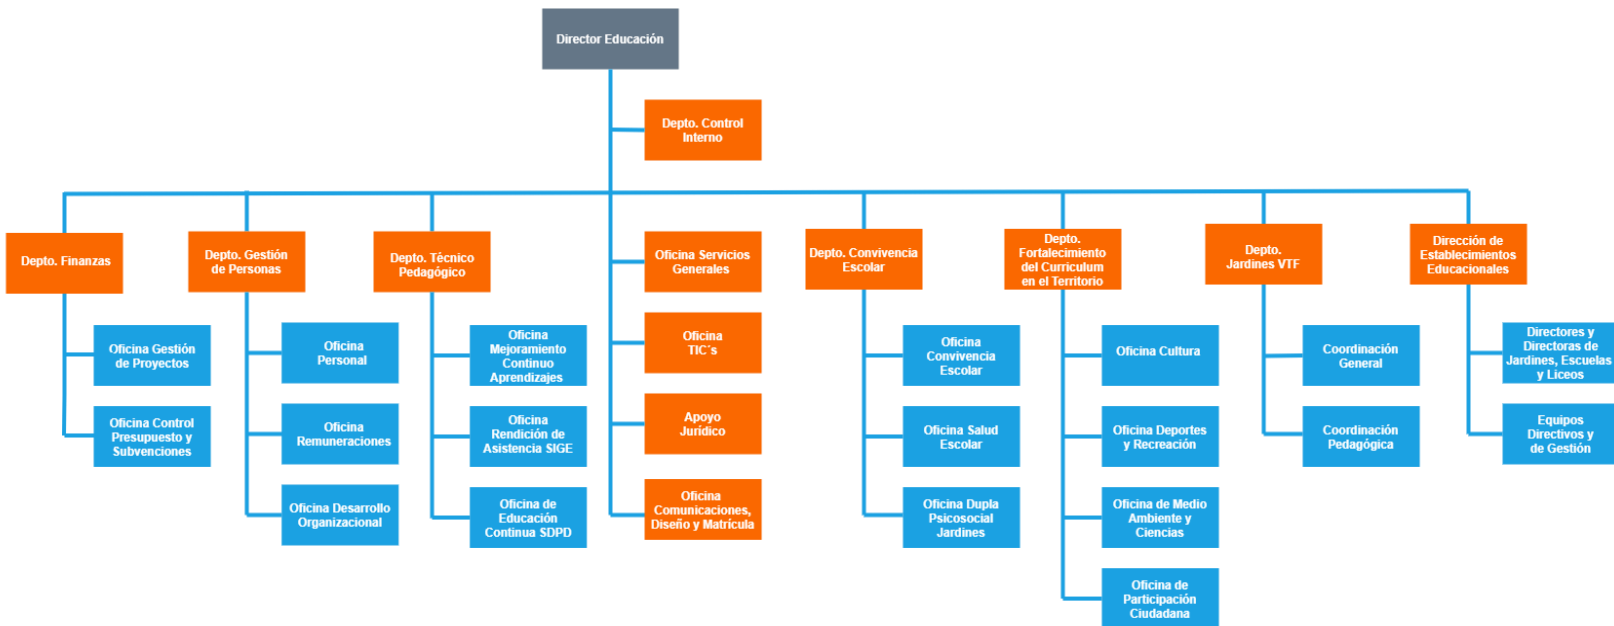 Director Educación
Depto. Control
Interno
Depto. Finanzas
Oficina Gestión
de Proyectos
Oficina Control
Presupuesto y
Subvenciones
Depto. Gestión
de Personas
Oficina
Personal
Oficina
Remuneraciones
Oficina Desarrollo
Organizacional
Depto. Técnico
Pedagógico
Oficina
Mejoramiento
Continuo
Aprendizajes
Oficina
Rendición de
Asistencia SIGE
Oficina de
Educación
Continua SDPD
Oficina Servicios
Generales
Oficina
TIC´s
Apoyo
Jurídico
Oficina
Comunicaciones,
Diseño y Matrícula
Depto. Convivencia
Escolar
Oficina
Convivencia
Escolar
Oficina Salud
Escolar
Oficina Dupla
Psicosocial
Jardines
Depto.
Fortalecimiento
del Curriculum
en el Territorio
Oficina Cultura
Oficina Deportes
y Recreación
Oficina de Medio
Ambiente y
Ciencias
Oficina de
Participación
Ciudadana
Depto.
Jardines VTF
Coordinación
General
Coordinación
Pedagógica
Dirección de
Establecimientos
Educacionales
Directores y
Directoras de
Jardines, Escuelas
y Liceos
Equipos
Directivos y
de Gestión